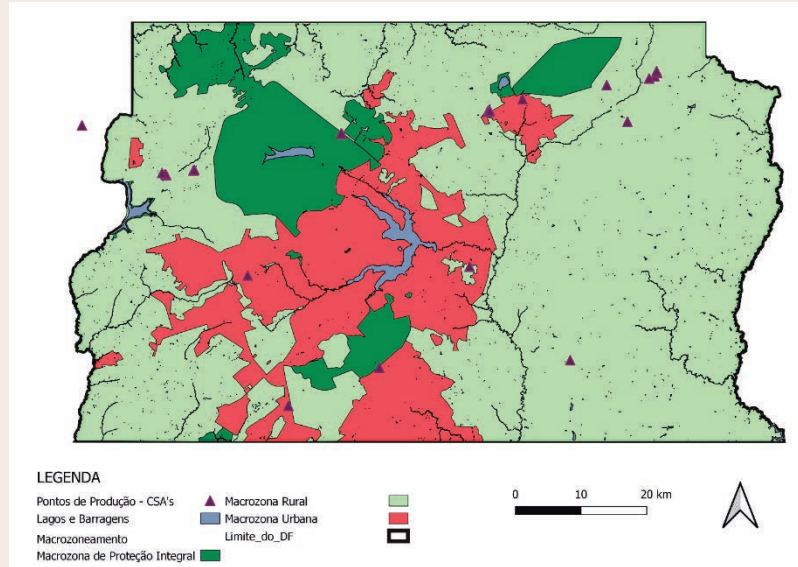 LEGENDA
Pontos de Produção - CSA's
Macrozona Rural
Lagos e Barragens
Macrozona Urbana
Macrozoneamento
Limite_do_DF
Macrozona de Proteção Integral
0 10 20 km